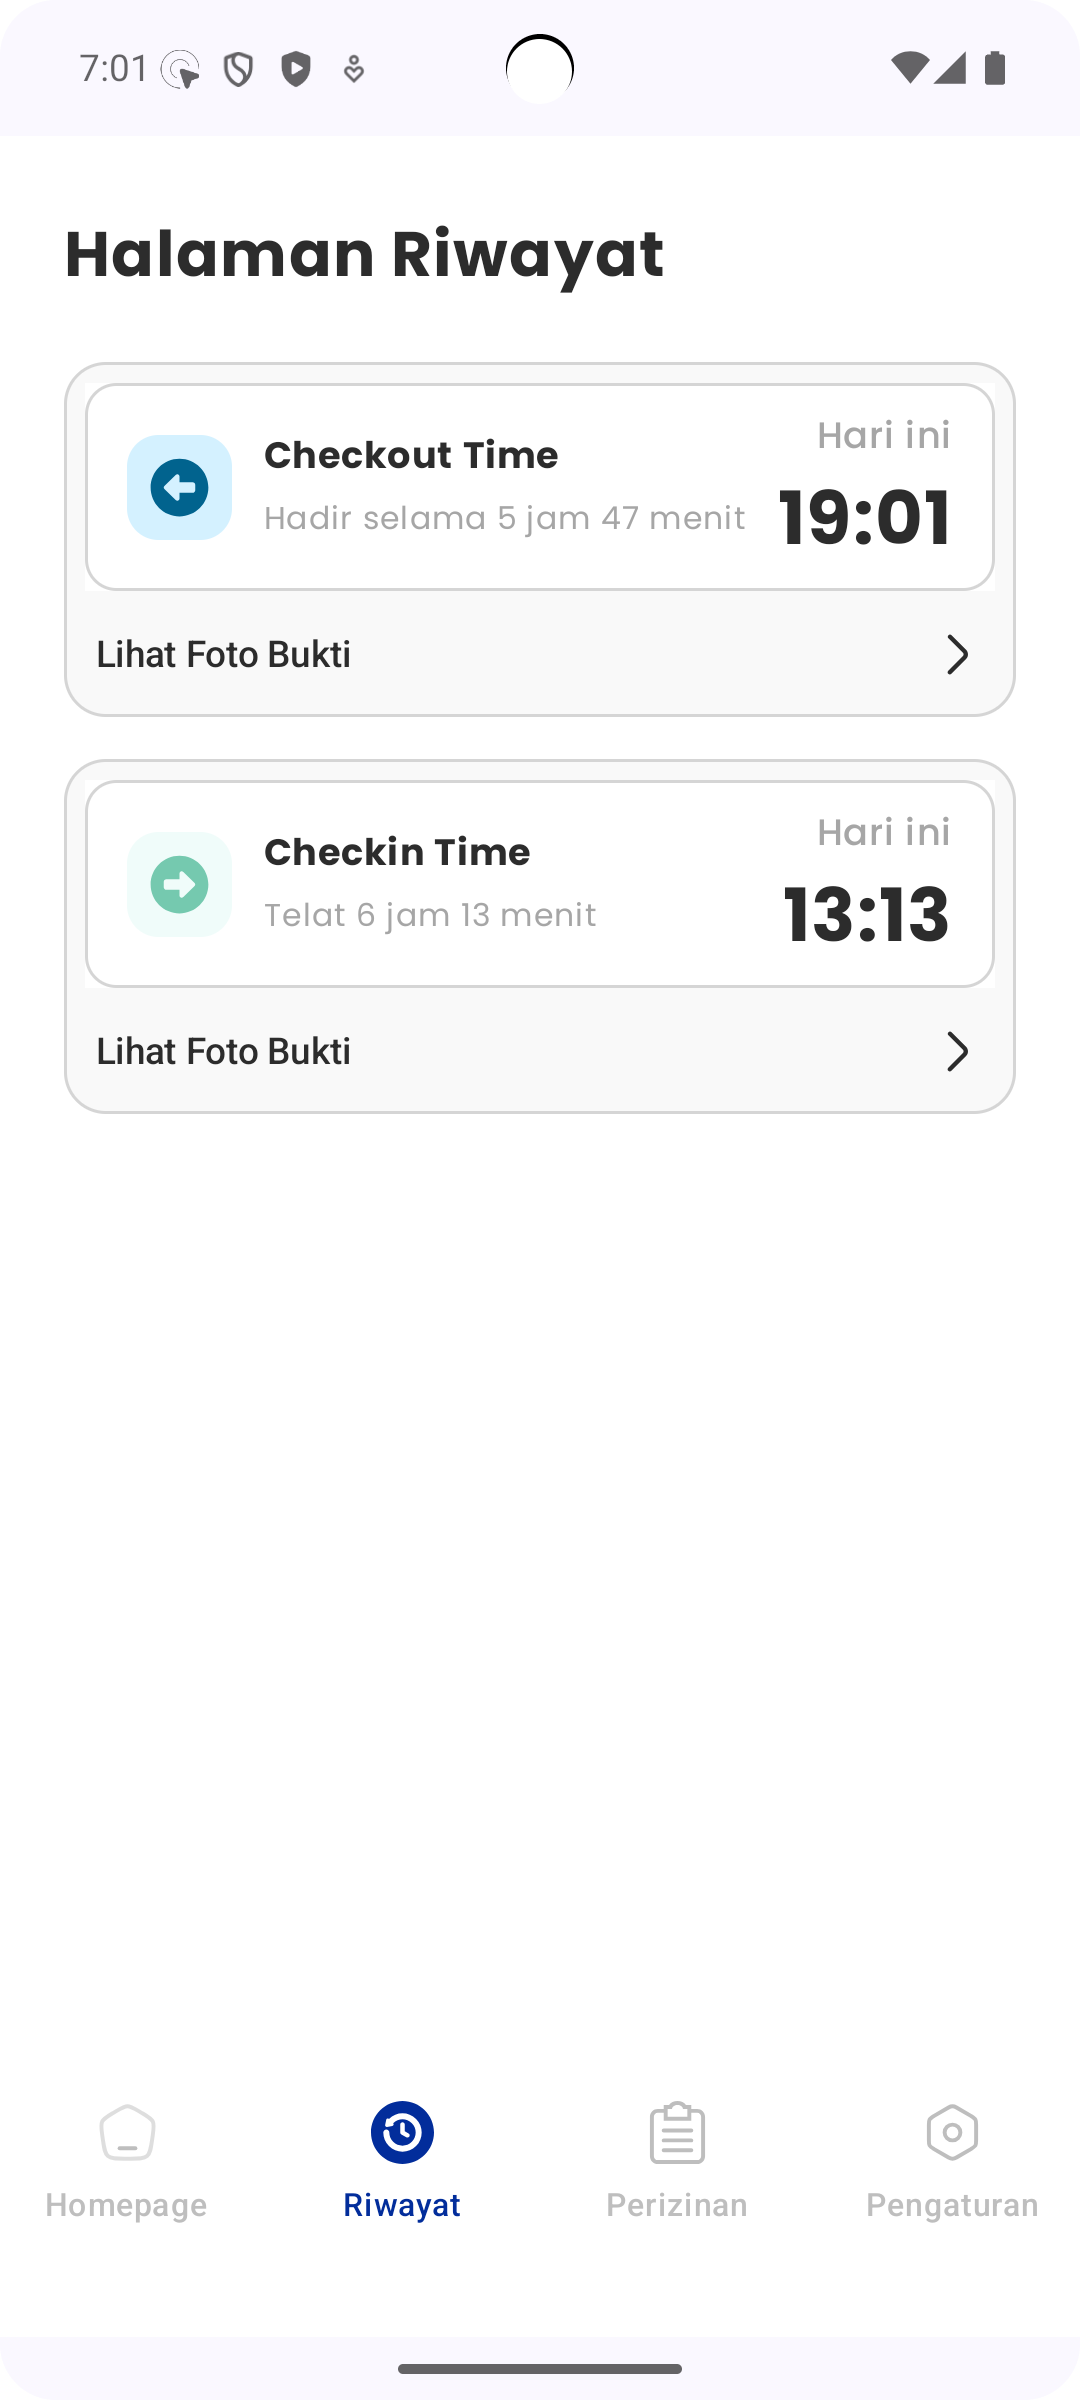 7:01
Halaman Riwayat
Checkout Time
Hadir selama 5 jam 47 menit
Hari ini
19:01
Lihat Foto Bukti
Checkin Time
Telat 6 jam 13 menit
Hari ini
13:13
Lihat Foto Bukti
Homepage
Riwayat
Perizinan
Pengaturan